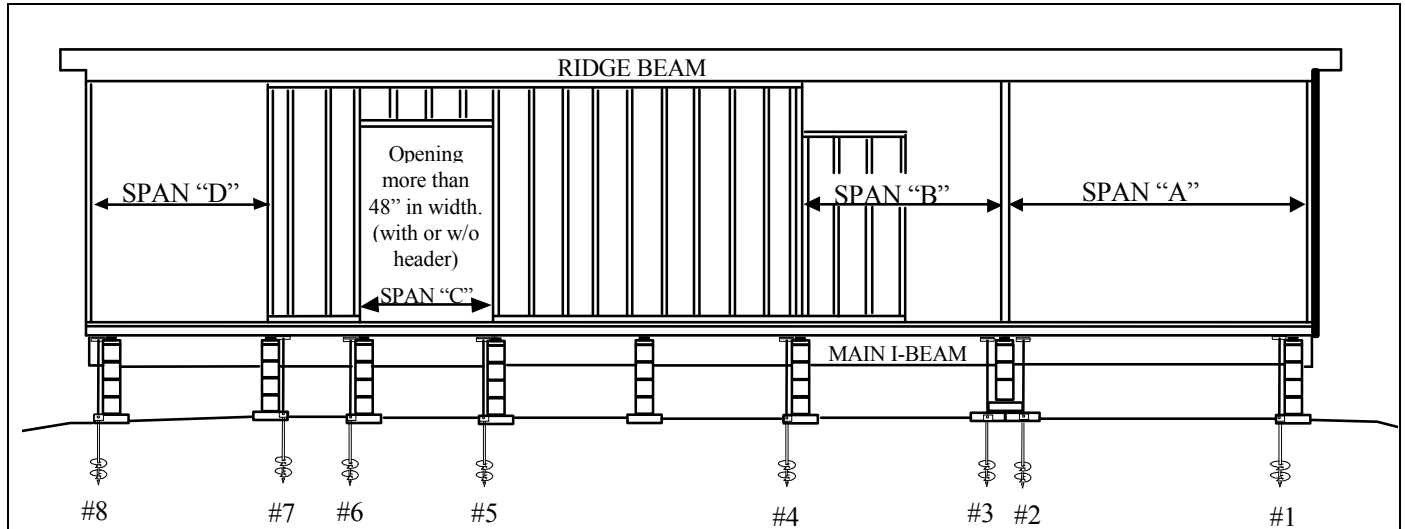 RIDGE BEAM
Opening
more than
48” in width.
(with or w/o
header)
SPAN “D”
SPAN “B”
SPAN “A”
SPAN “C”
MAIN I-BEAM
#8
#7
#6
#5
#4
#3
#2
#1